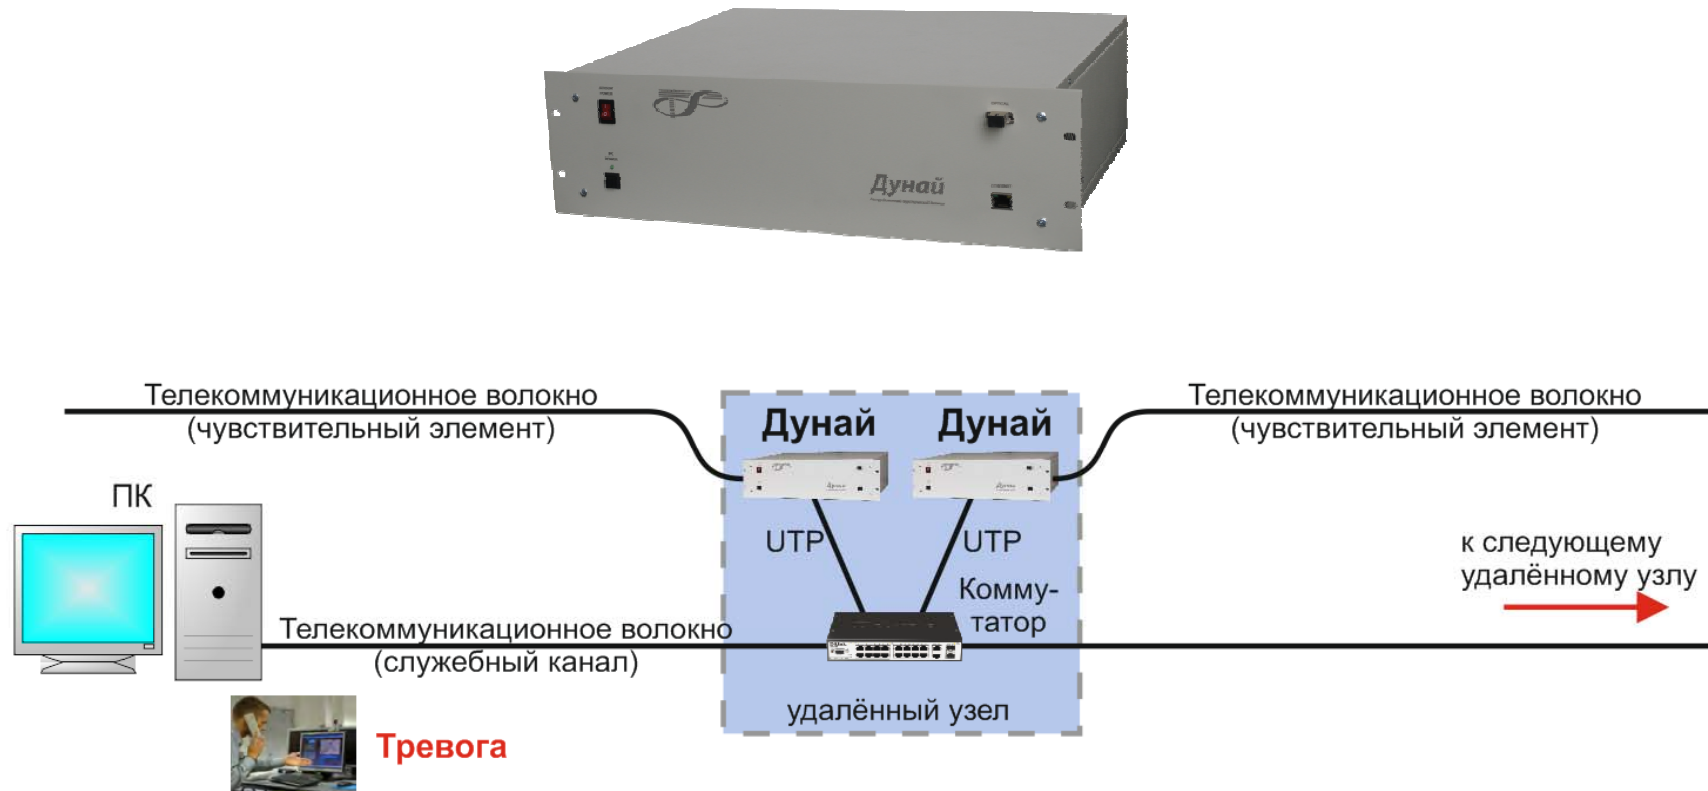 Дунай
Телекоммуникационное волокно
(чувствительный элемент)
Дунай
Дунай
Телекоммуникационное волокно
(чувствительный элемент)
ПК
UTP
UTP
к следующему
удалённому узлу
Комму-
татор
Телекоммуникационное волокно
(служебный канал)
удалённый узел
Тревога